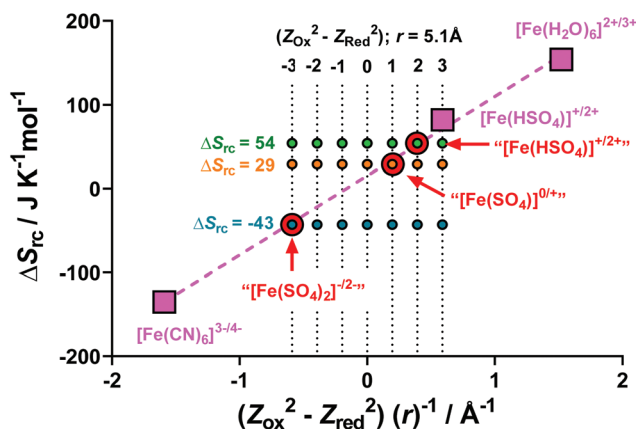 [Fe(H₂O)₆]²⁺/³⁺
(Z_Ox² - Z_Red²); r = 5.1Å
-3 -2 -1 0 1 2 3
[Fe(HSO₄)]⁺/²⁺
ΔS_rc = 54
“[Fe(HSO₄)]⁺/²⁺”
ΔS_rc = 29
“[Fe(SO₄)]⁰/⁺”
ΔS_rc = -43
“[Fe(SO₄)₂]⁻/²⁻”
[Fe(CN)₆]³⁻/⁴⁻
200
100
0
-100
-200
ΔS_rc / J K⁻¹mol⁻¹
-2 -1 0 1 2
(Z_ox² - Z_red²) (r)⁻¹ / Å⁻¹